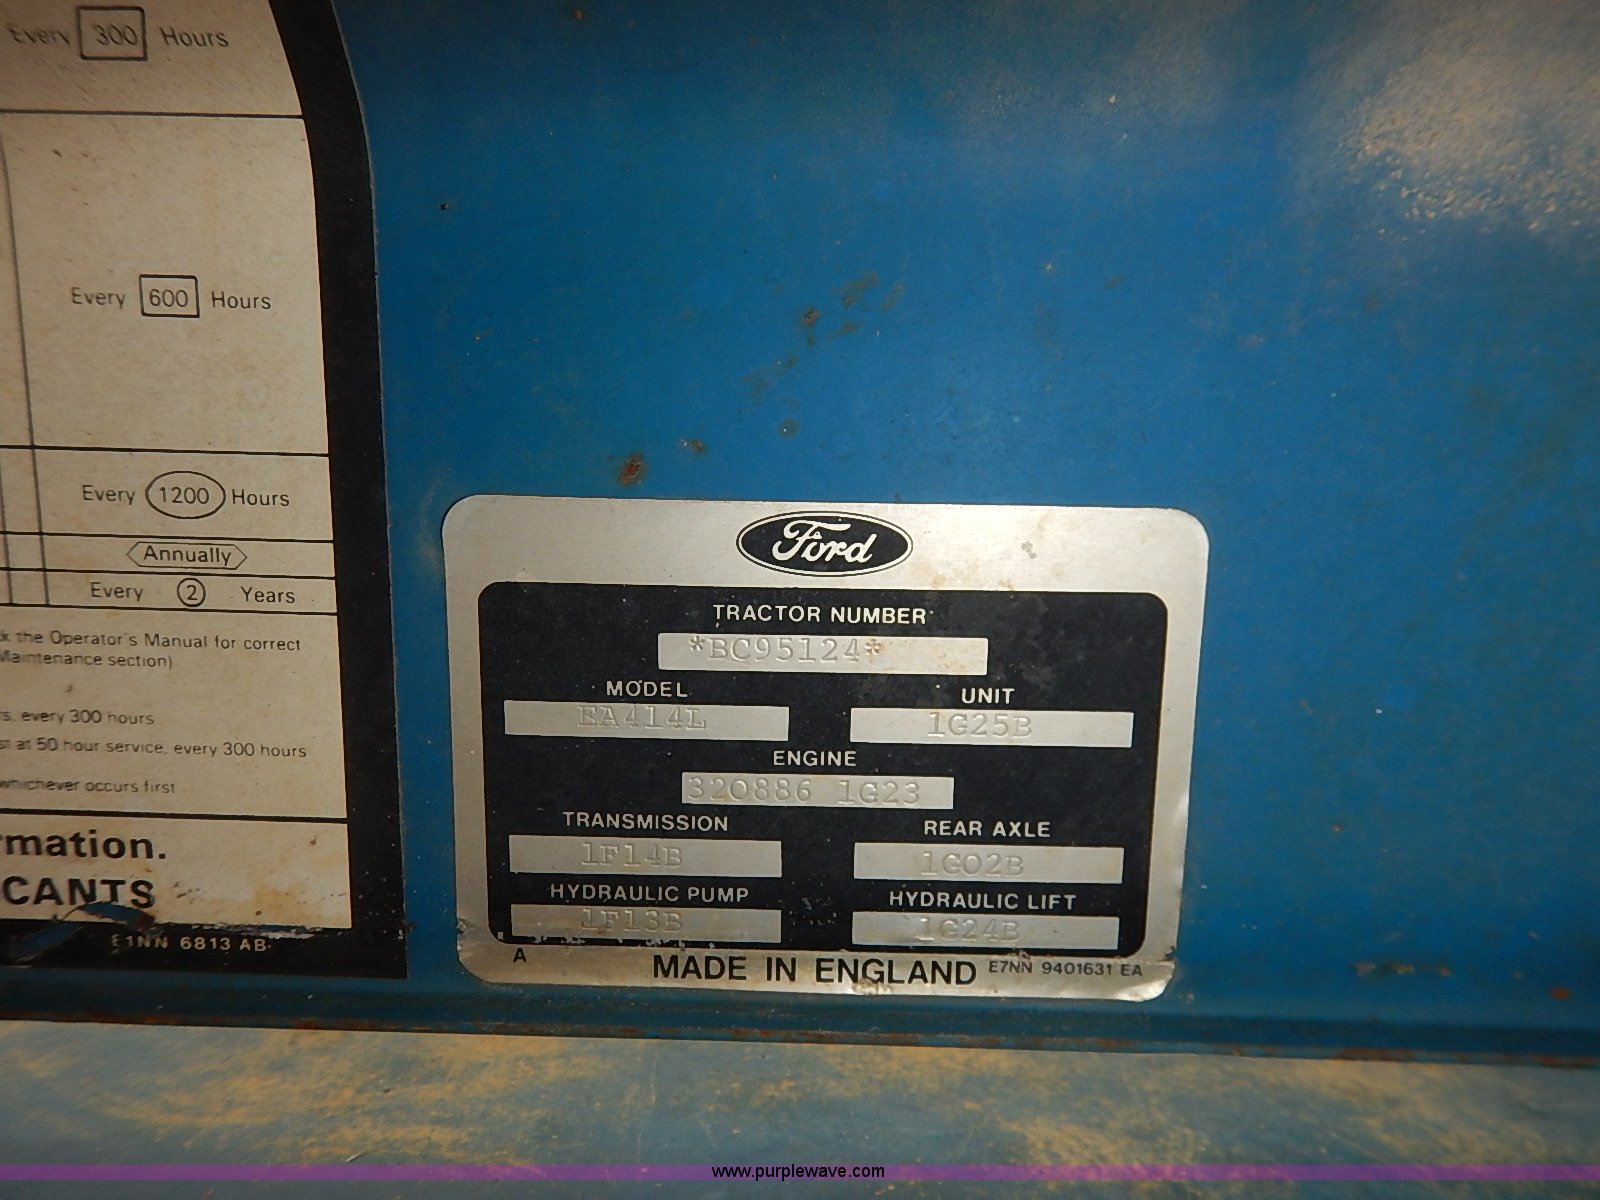 Every 300 Hours
Every 600 Hours
Every 1200 Hours
Annually
Every 2 Years
the Operator's Manual for correct
Maintenance section)
every 300 hours
at 50 hour service, every 300 hours
whichever occurs first
rmation.
CANTS
E1NN 6813 AB
Ford
TRACTOR NUMBER
*BC95124*
MODEL UNIT
EA414L 1G25B
ENGINE
320886 1G23
TRANSMISSION REAR AXLE
1F14B 1G02B
HYDRAULIC PUMP HYDRAULIC LIFT
1F13B 1G24B
A MADE IN ENGLAND E7NN 9401631 EA
www.purplewave.com